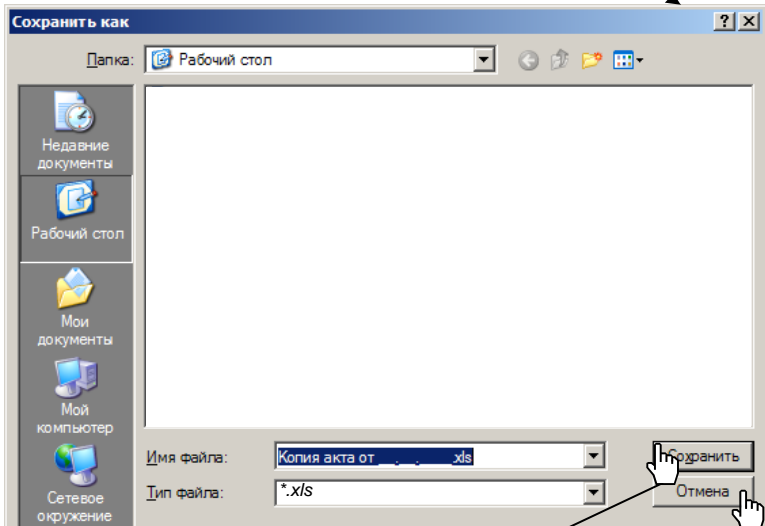 Сохранить как
Папка:
Рабочий стол
Недавние
документы
Рабочий стол
Мои
документы
Мой
компьютер
Сетевое
окружение
Имя файла:
Копия акта от __.__.____.xls
Сохранить
Тип файла:
*.xls
Отмена